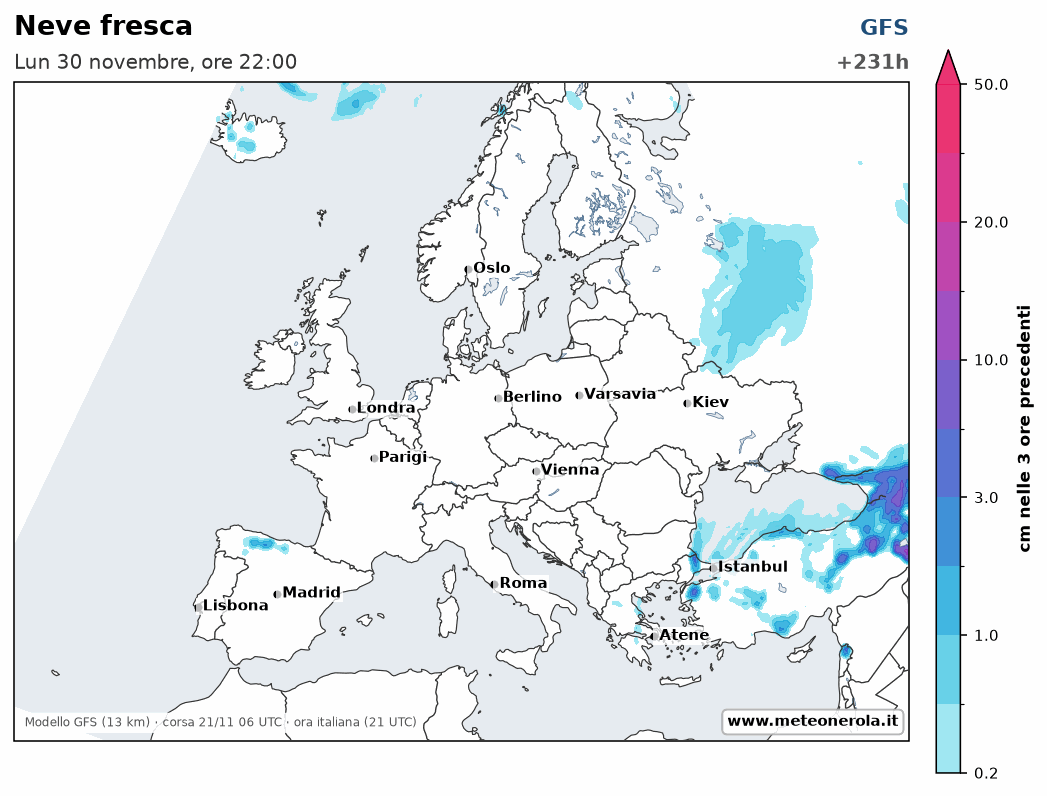 Neve fresca
GFS
Lun 30 novembre, ore 22:00
+231h
50.0
20.0
10.0
3.0
1.0
0.2
cm nelle 3 ore precedenti
Oslo
Berlino
Varsavia
Kiev
Londra
Parigi
Vienna
Istanbul
Roma
Madrid
Lisbona
Atene
Modello GFS (13 km) · corsa 21/11 06 UTC · ora italiana (21 UTC)
www.meteonerola.it